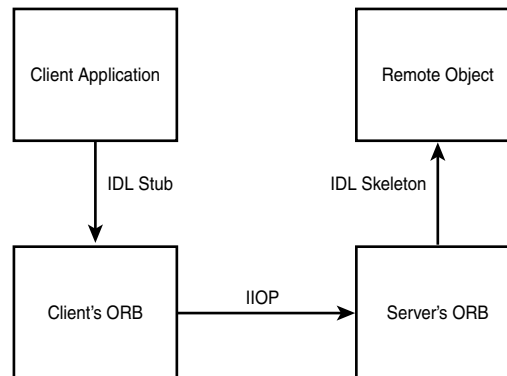 Client Application
Remote Object
IDL Stub
IDL Skeleton
Client's ORB
IIOP
Server's ORB